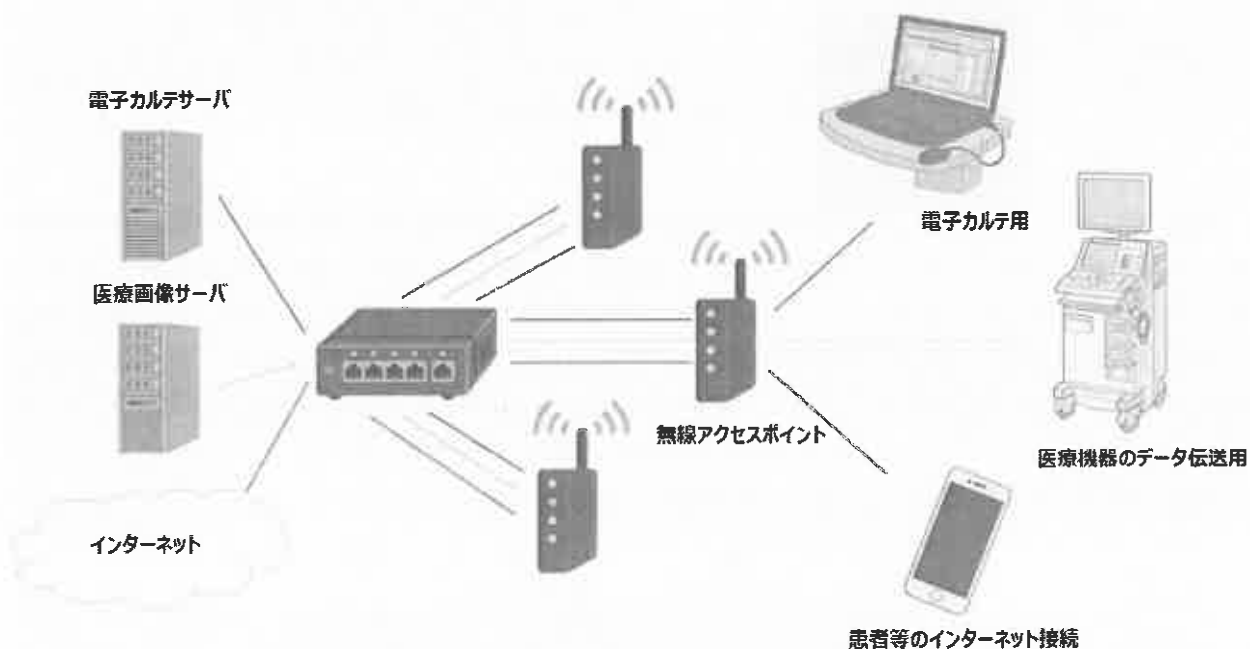 電子カルテサーバ
医療画像サーバ
インターネット
無線アクセスポイント
電子カルテ用
医療機器のデータ伝送用
患者等のインターネット接続